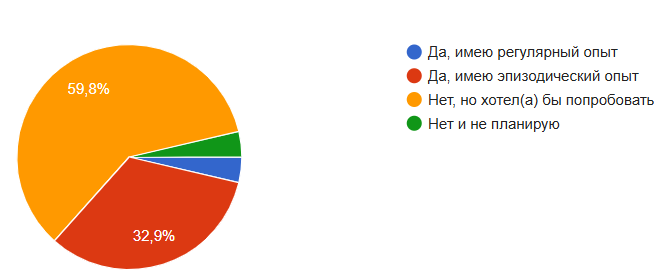 59,8%
32,9%
Да, имею регулярный опыт
Да, имею эпизодический опыт
Нет, но хотел(а) бы попробовать
Нет и не планирую